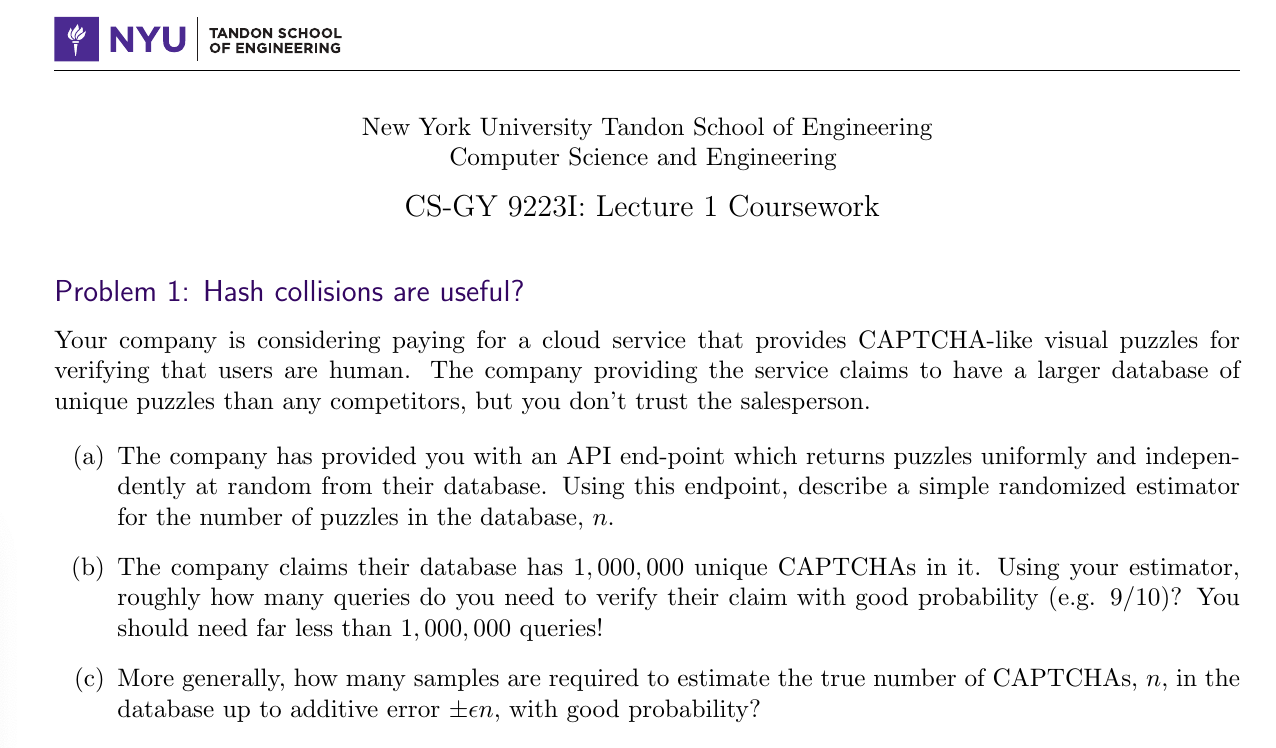 NYU
TANDON SCHOOL
OF ENGINEERING
New York University Tandon School of Engineering
Computer Science and Engineering
CS-GY 9223I: Lecture 1 Coursework
Problem 1: Hash collisions are useful?
Your company is considering paying for a cloud service that provides CAPTCHA-like visual puzzles for
verifying that users are human. The company providing the service claims to have a larger database of
unique puzzles than any competitors, but you don't trust the salesperson.
(a) The company has provided you with an API end-point which returns puzzles uniformly and indepen-
dently at random from their database. Using this endpoint, describe a simple randomized estimator
for the number of puzzles in the database, n.
(b) The company claims their database has 1,000,000 unique CAPTCHAs in it. Using your estimator,
roughly how many queries do you need to verify their claim with good probability (e.g. 9/10)? You
should need far less than 1,000,000 queries!
(c) More generally, how many samples are required to estimate the true number of CAPTCHAs, n, in the
database up to additive error ±ϵn, with good probability?